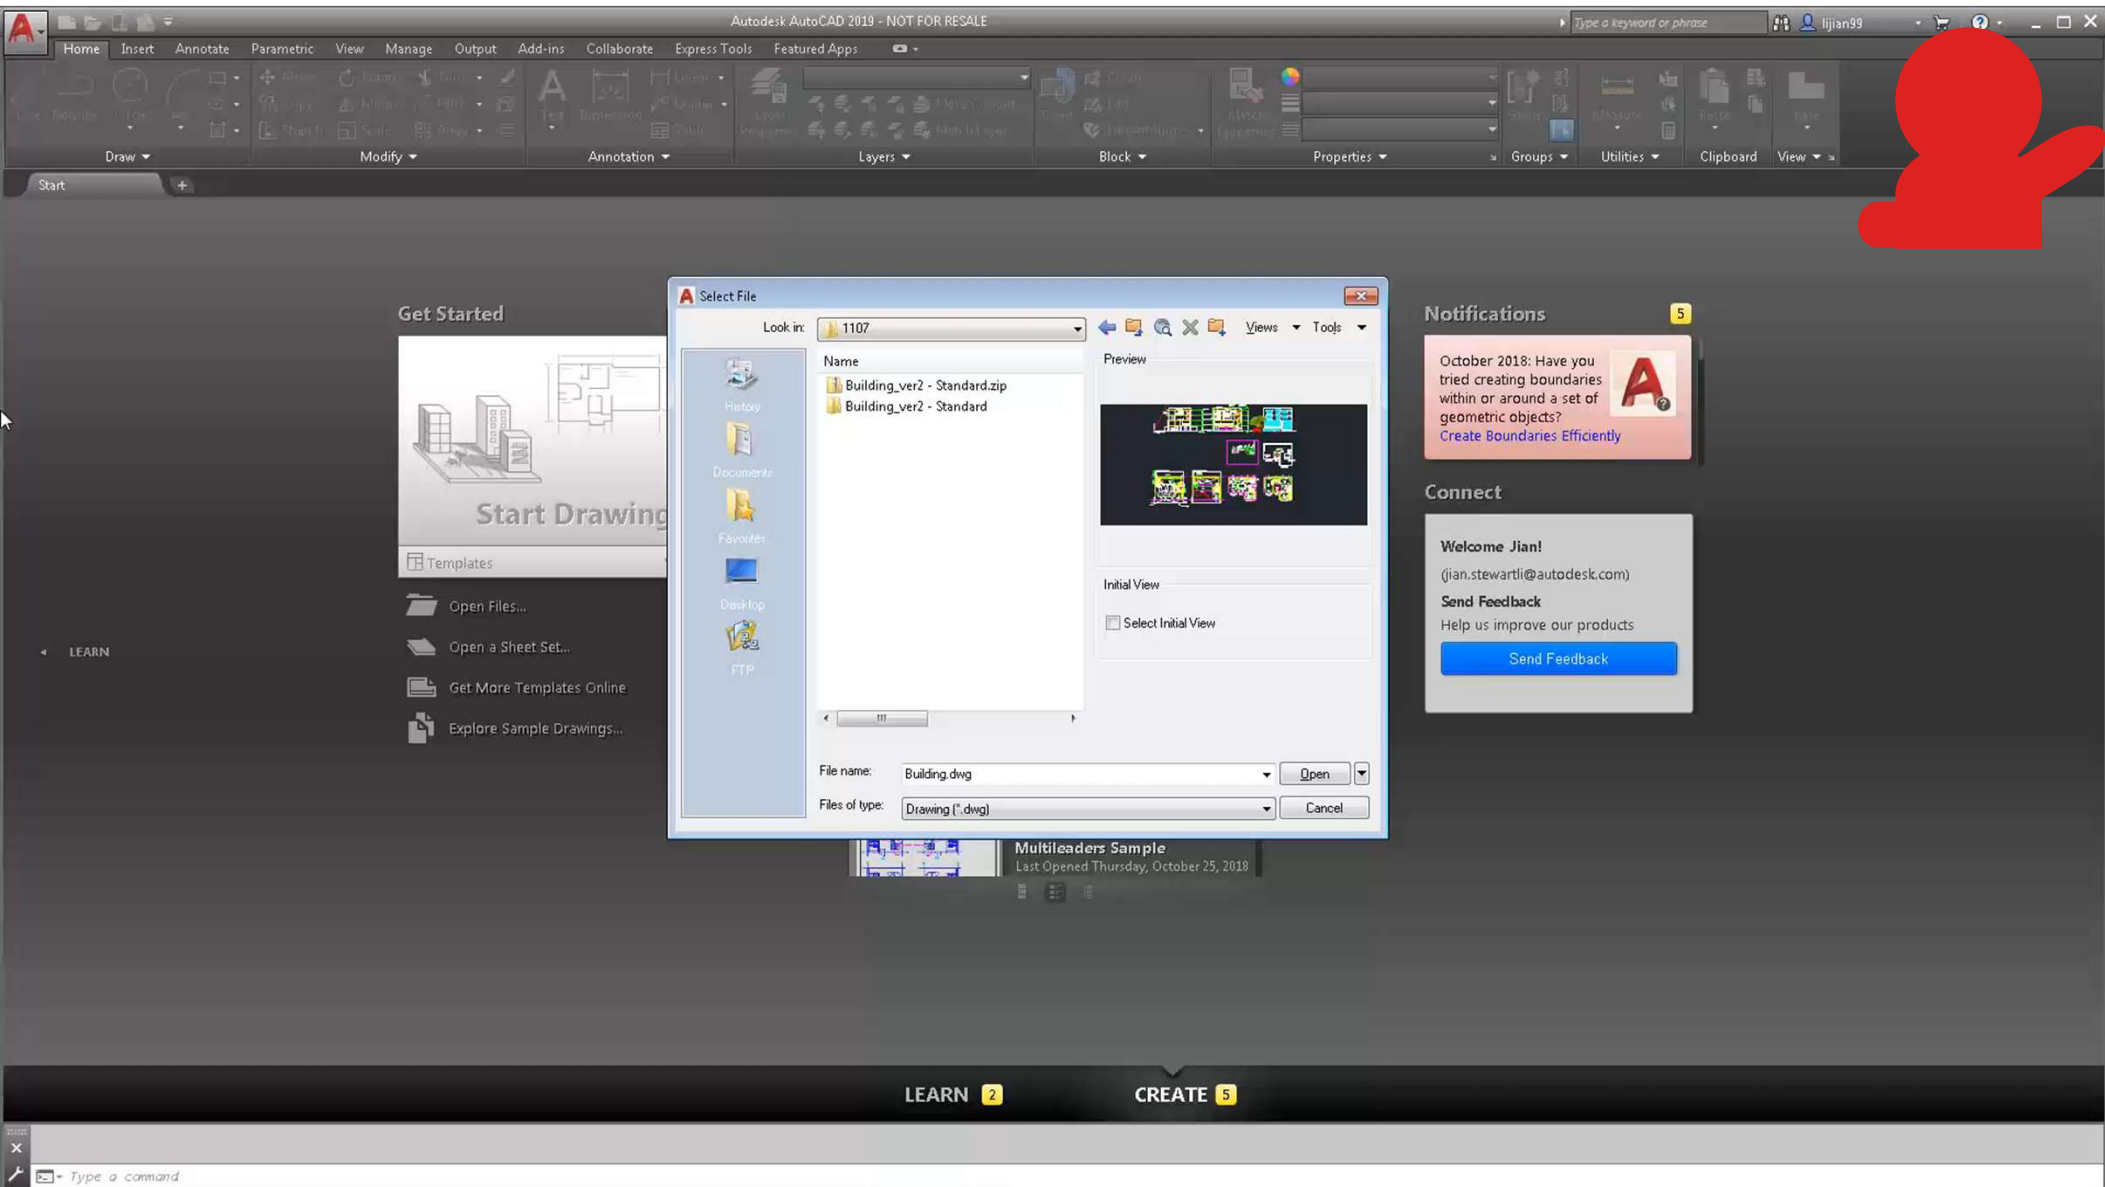 Autodesk AutoCAD 2019 - NOT FOR RESALE
Type a keyword or phrase
lijian99
Home Insert Annotate Parametric View Manage Output Add-ins Collaborate Express Tools Featured Apps
Draw Modify Annotation Layers Block Properties Groups Utilities Clipboard View
Start
Select File
Look in: 1107
Views Tools
Name
Building_ver2 - Standard.zip
Building_ver2 - Standard
History
Documents
Favorites
Desktop
FTP
Preview
Initial View
Select Initial View
File name: Building.dwg
Open
Files of type: Drawing (*.dwg)
Cancel
Get Started
Start Drawing
Templates
Open Files...
Open a Sheet Set...
Get More Templates Online
Explore Sample Drawings...
LEARN
Multileaders Sample
Last Opened Thursday, October 25, 2018
Notifications 5
October 2018: Have you
tried creating boundaries
within or around a set of
geometric objects?
Create Boundaries Efficiently
Connect
Welcome Jian!
(jian.stewartli@autodesk.com)
Send Feedback
Help us improve our products
Send Feedback
LEARN 2
CREATE 5
Type a command